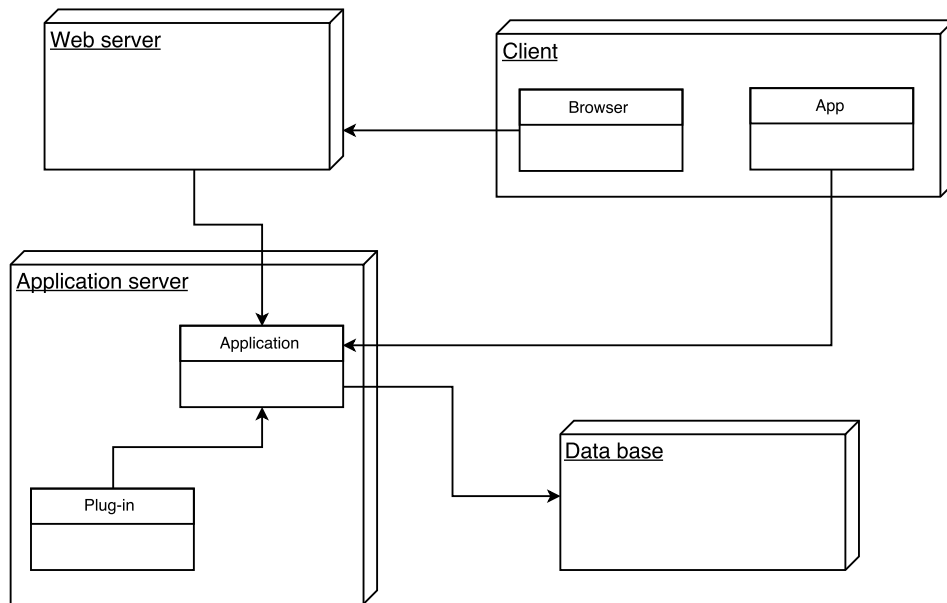 Web server
Client
Browser
App
Application server
Application
Data base
Plug-in